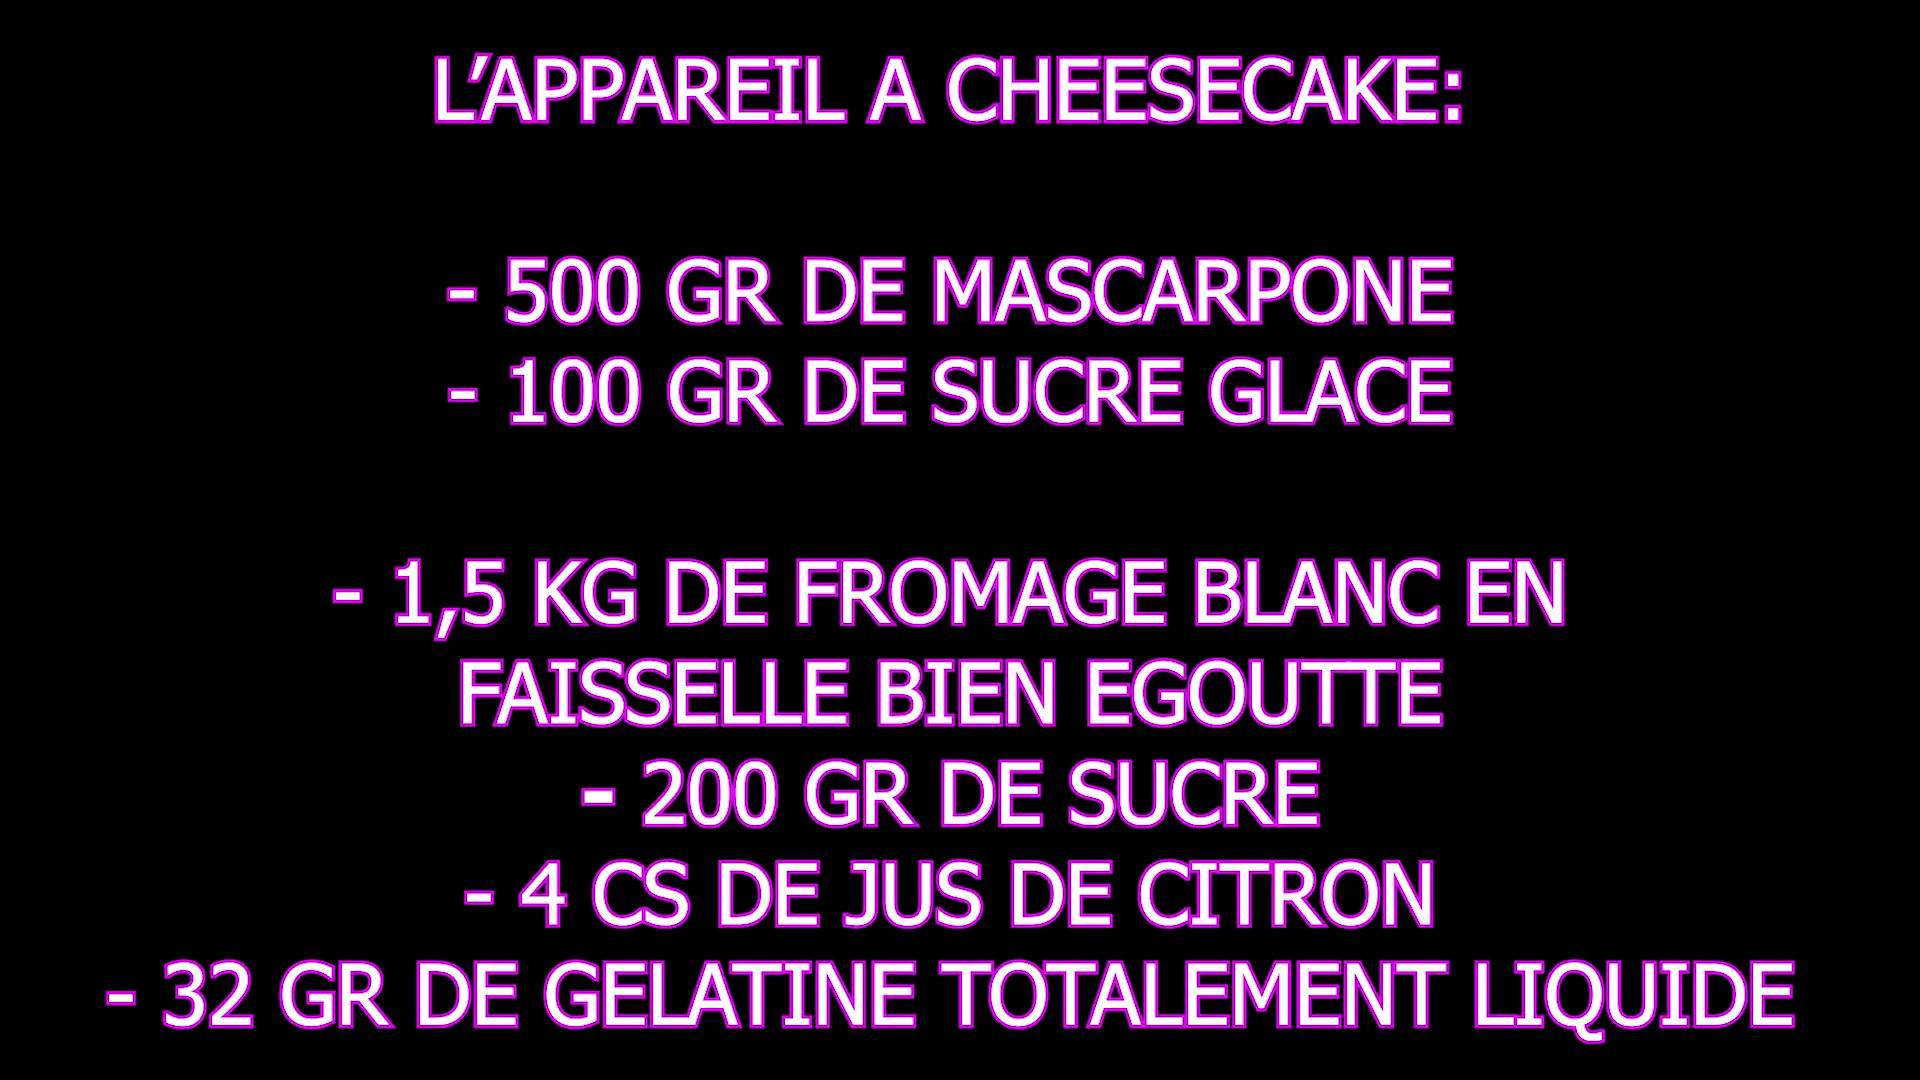 L’APPAREIL A CHEESECAKE:
- 500 GR DE MASCARPONE
- 100 GR DE SUCRE GLACE
- 1,5 KG DE FROMAGE BLANC EN
FAISSELLE BIEN EGOUTTE
- 200 GR DE SUCRE
- 4 CS DE JUS DE CITRON
- 32 GR DE GELATINE TOTALEMENT LIQUIDE